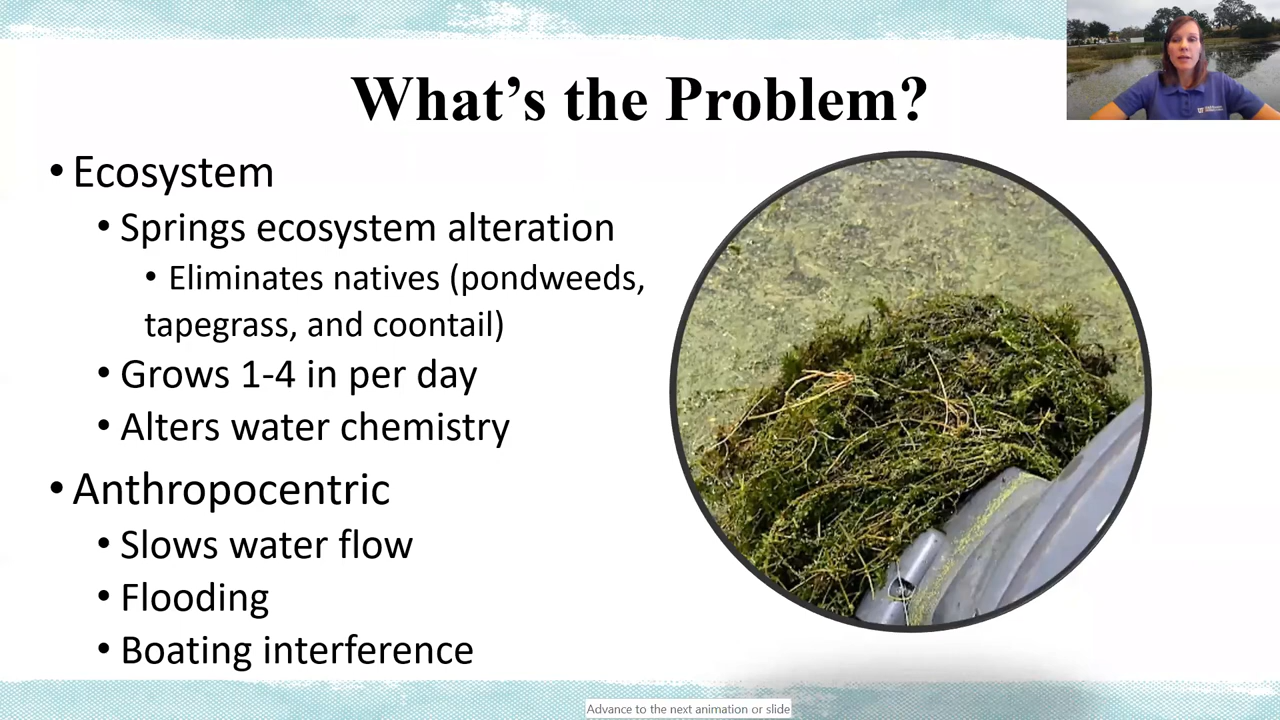 What's the Problem?
• Ecosystem
• Springs ecosystem alteration
• Eliminates natives (pondweeds,
tapegrass, and coontail)
• Grows 1-4 in per day
• Alters water chemistry
• Anthropocentric
• Slows water flow
• Flooding
• Boating interference
Advance to the next animation or slide